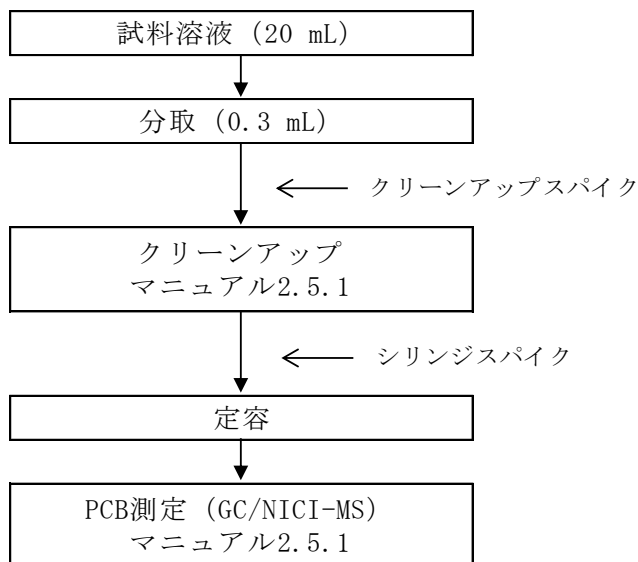 試料溶液 (20 mL)
分取 (0.3 mL)
クリーンアップスパイク
クリーンアップ
マニュアル2.5.1
シリンジスパイク
定容
PCB測定 (GC/NICI-MS)
マニュアル2.5.1